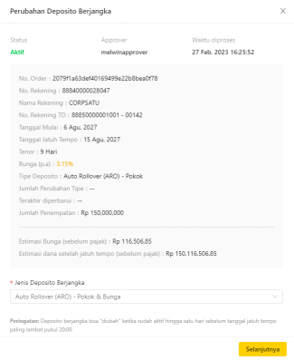 Perubahan Deposito Berjangka
Status Approver Waktu diproses
Aktif melwinapprover 27 Feb, 2023 16:25:52
No. Order : 2079f1a63def40169499e22b8bea0f78
No. Rekening : 88840000028047
Nama Rekening : CORPSATU
No. Rekening TD : 88850000001001 - 00142
Tanggal Mulai : 6 Agu, 2027
Tanggal Jatuh Tempo : 15 Agu, 2027
Tenor : 9 Hari
Bunga (p.a) : 3.15%
Tipe Deposito : Auto Rollover (ARO) - Pokok
Jumlah Perubahan Tipe : --
Terakhir diperbarui : --
Jumlah Penempatan : Rp 150,000,000
Estimasi Bunga (sebelum pajak) : Rp 116,506.85
Estimasi dana setelah jatuh tempo (sebelum pajak) : Rp 150,116,506.85
* Jenis Deposito Berjangka
Auto Rollover (ARO) - Pokok & Bunga
Peringatan: Deposito berjangka bisa "diubah" ketika sudah aktif hingga satu hari sebelum tanggal jatuh tempo
paling lambat pukul 20:00
Selanjutnya